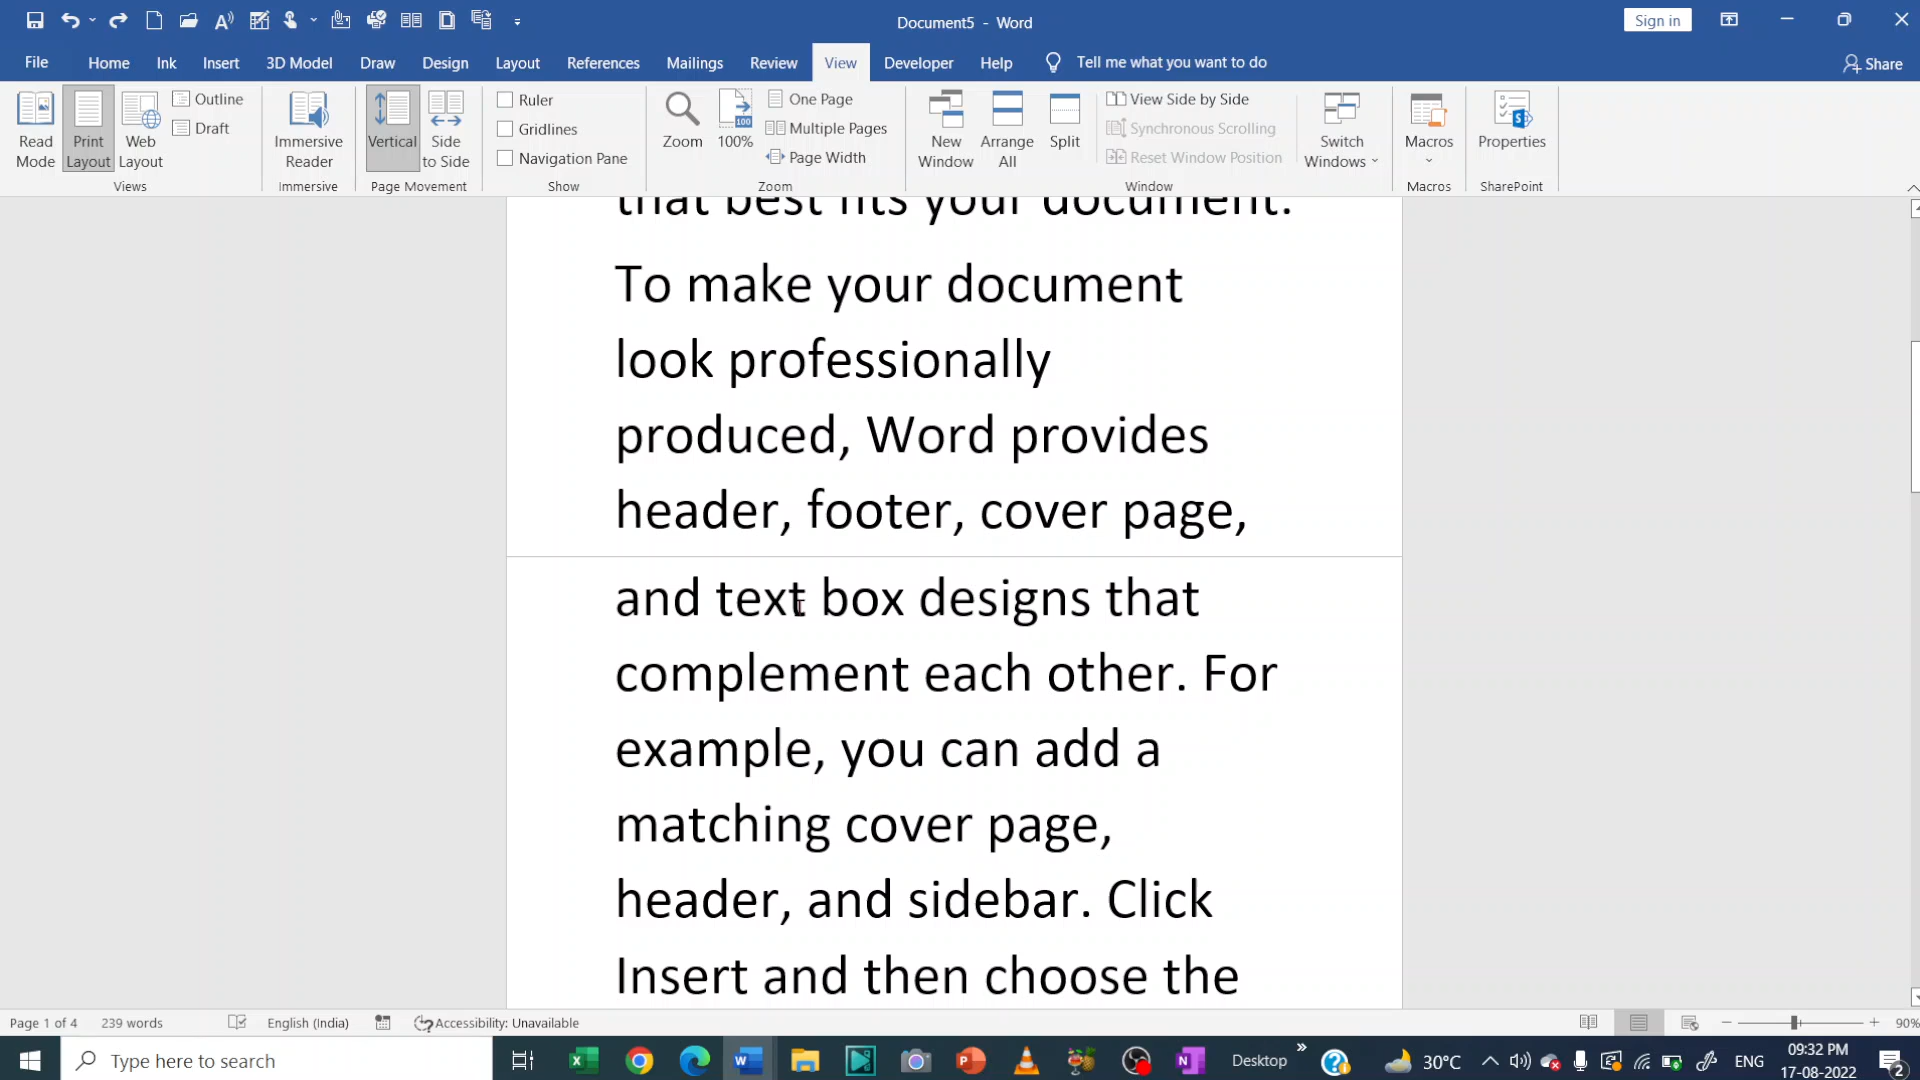 Document5 - Word
Sign in
File Home Ink Insert 3D Model Draw Design Layout References Mailings Review View Developer Help Tell me what you want to do Share
Read Mode
Print Layout
Web Layout
Outline
Draft
Views
Immersive Reader
Immersive
Vertical
Side to Side
Page Movement
Ruler
Gridlines
Navigation Pane
Show
Zoom
100
100%
One Page
Multiple Pages
Page Width
Zoom
New Window
Arrange All
Split
View Side by Side
Synchronous Scrolling
Reset Window Position
Window
Switch Windows
Macros
Macros
Properties
SharePoint
that best fits your document.
To make your document
look professionally
produced, Word provides
header, footer, cover page,
and text box designs that
complement each other. For
example, you can add a
matching cover page,
header, and sidebar. Click
Insert and then choose the
Page 1 of 4 239 words English (India) Accessibility: Unavailable 90%
Type here to search Desktop 30°C ENG
09:32 PM
17-08-2022
2